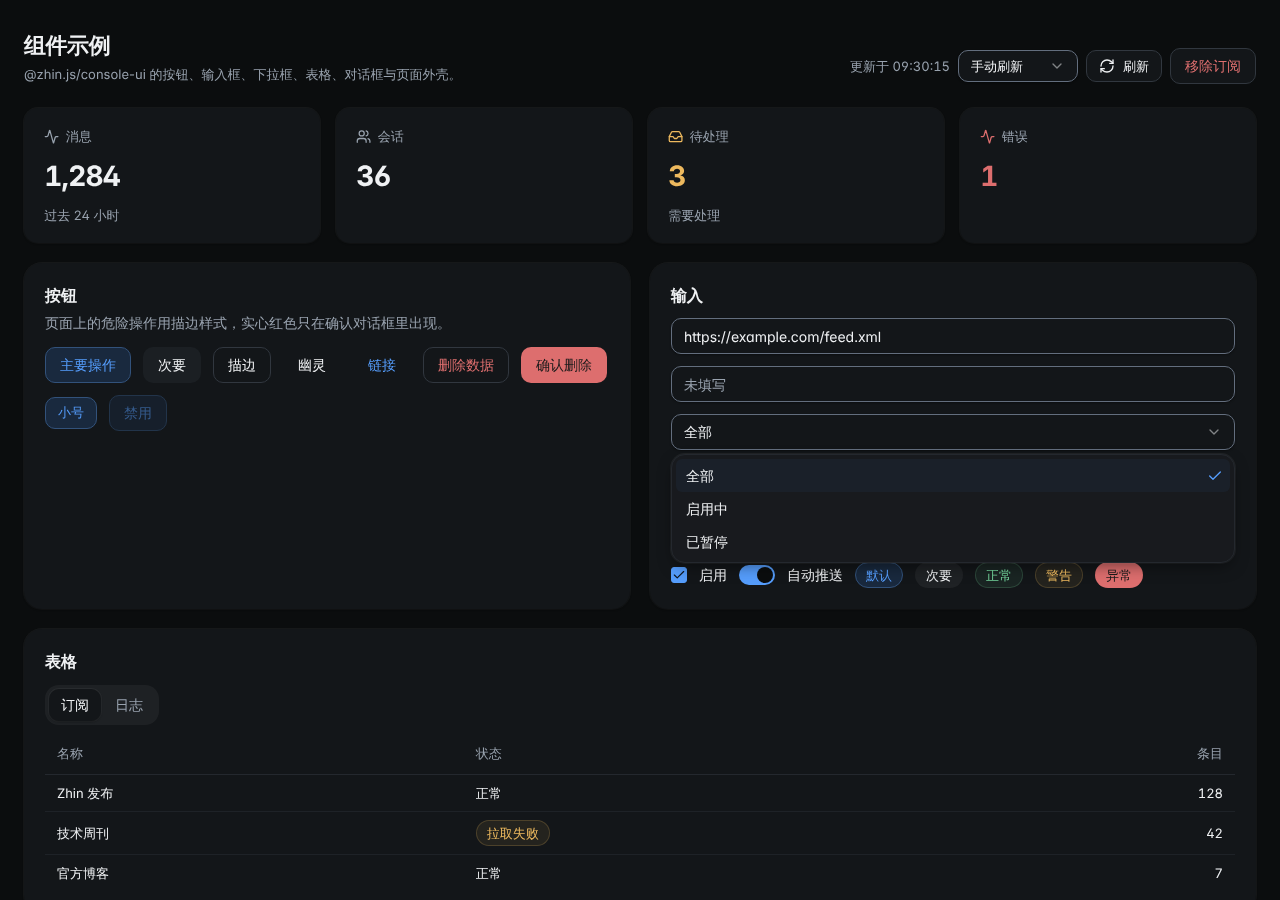 组件示例
@zhin.js/console-ui 的按钮、输入框、下拉框、表格、对话框与页面外壳。
更新于 09:30:15
手动刷新
刷新
移除订阅
消息
1,284
过去 24 小时
会话
36
待处理
3
需要处理
错误
1
按钮
页面上的危险操作用描边样式，实心红色只在确认对话框里出现。
主要操作 次要 描边 幽灵 链接 删除数据 确认删除
小号 禁用
输入
https://example.com/feed.xml
未填写
全部
全部
启用中
已暂停
启用 自动推送 默认 次要 正常 警告 异常
表格
订阅 日志
名称 状态 条目
Zhin 发布 正常 128
技术周刊 拉取失败 42
官方博客 正常 7